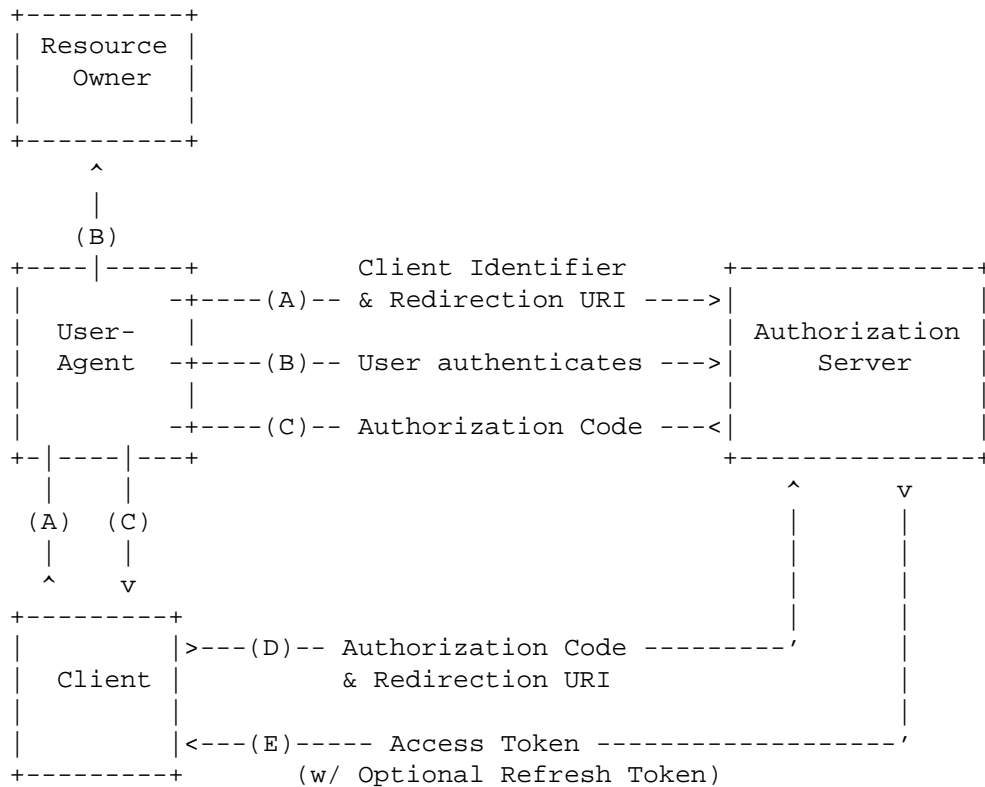 Resource
Owner
(B)
Client Identifier
(A) & Redirection URI
User- Authorization
Agent (B) User authenticates Server
(C) Authorization Code
(A) (C)
(D) Authorization Code
Client & Redirection URI
(E) Access Token
(w/ Optional Refresh Token)